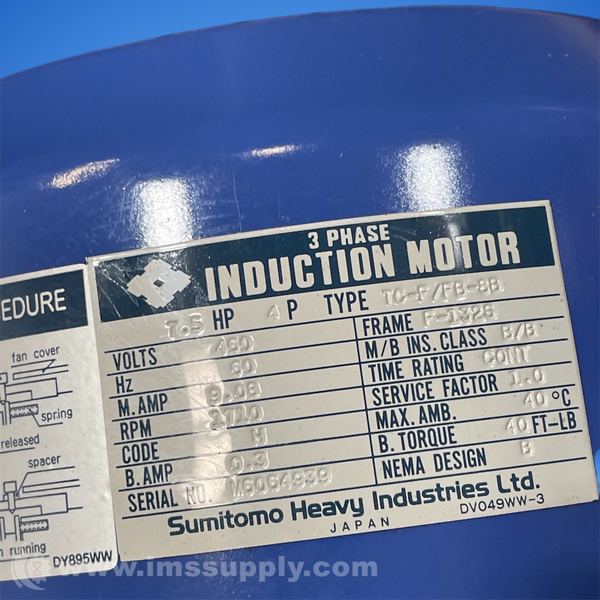 3 PHASE
INDUCTION MOTOR
7.5 HP 4 P TYPE TC-F/FB-8B
VOLTS 460 FRAME F-132S
Hz 60 M/B INS.CLASS B/B
M.AMP 9.08 TIME RATING CONT
RPM 1710 SERVICE FACTOR 1.0
CODE H MAX. AMB. 40 °C
B.AMP 0.3 B. TORQUE 40 FT-LB
SERIAL NO. M6064939 NEMA DESIGN B
Sumitomo Heavy Industries Ltd.
JAPAN DV049WW-3
EDURE
fan cover
spring
released
spacer
n running
DY895WW
www.imssupply.com